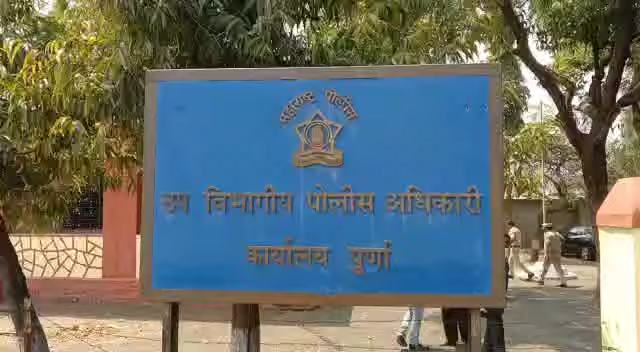 महाराष्ट्र पोलीस
उप विभागीय पोलीस अधिकारी
कार्यालय पुर्णा